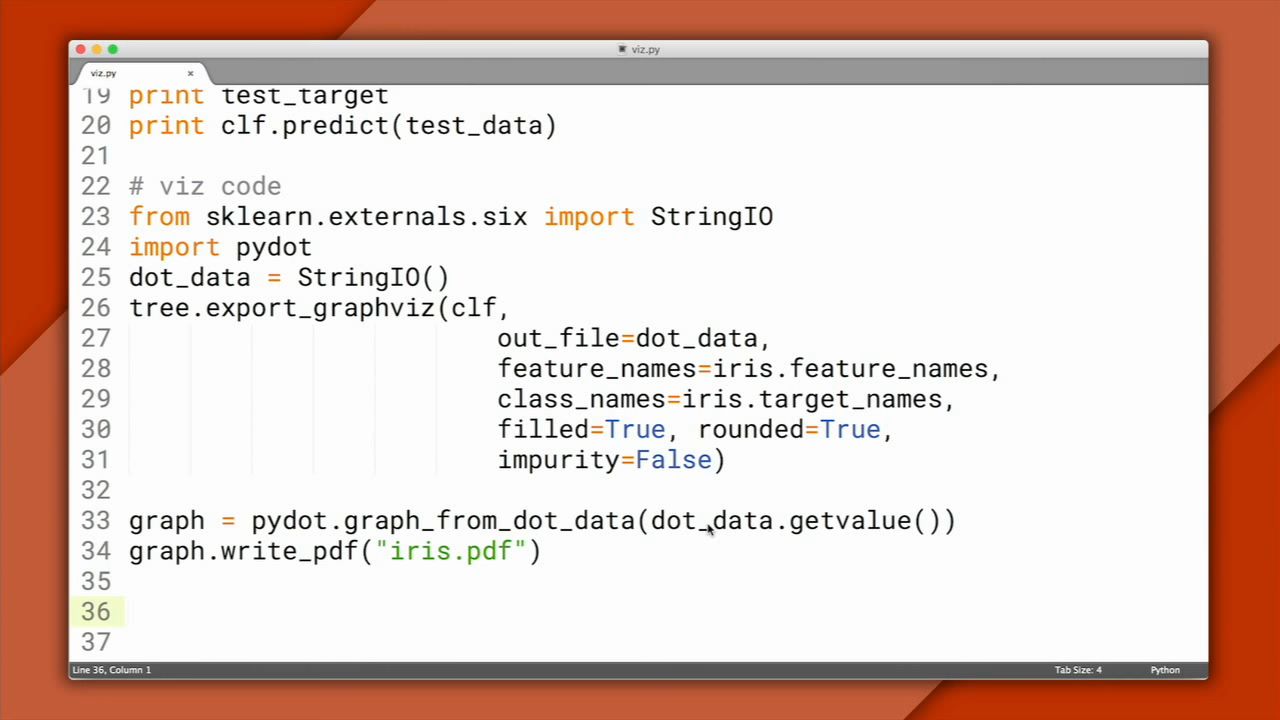 viz.py
viz.py ×
19 print test_target
20 print clf.predict(test_data)
21
22 # viz code
23 from sklearn.externals.six import StringIO
24 import pydot
25 dot_data = StringIO()
26 tree.export_graphviz(clf,
27 out_file=dot_data,
28 feature_names=iris.feature_names,
29 class_names=iris.target_names,
30 filled=True, rounded=True,
31 impurity=False)
32
33 graph = pydot.graph_from_dot_data(dot_data.getvalue())
34 graph.write_pdf("iris.pdf")
35
36
37
Line 36, Column 1 Tab Size: 4 Python